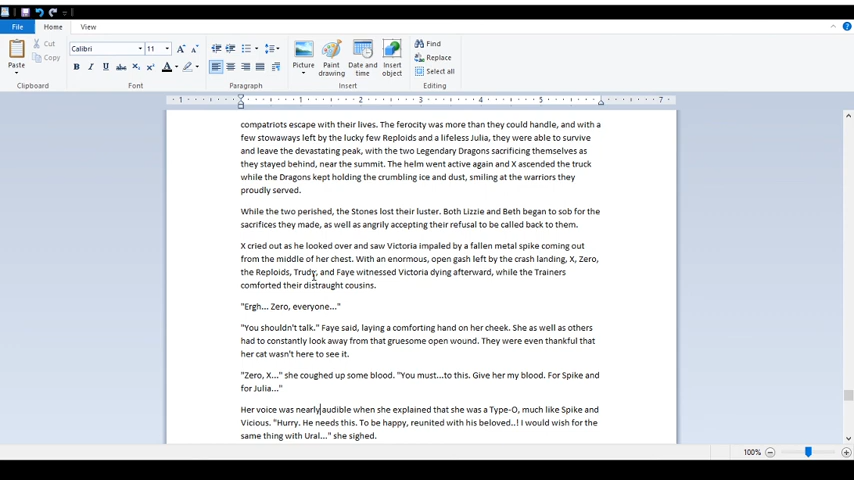 File
Home
View
Cut
Copy
Paste
Clipboard
Calibri
11
B I U abc X₂ X² A
Font
Paragraph
Picture
Paint drawing
Date and time
Insert object
Insert
Find
Replace
Select all
Editing
1 1 2 3 4 5 7
compatriots escape with their lives. The ferocity was more than they could handle, and with a
few stowaways left by the lucky few Reploids and a lifeless Julia, they were able to survive
and leave the devastating peak, with the two Legendary Dragons sacrificing themselves as
they stayed behind, near the summit. The helm went active again and X ascended the truck
while the Dragons kept holding the crumbling ice and dust, smiling at the warriors they
proudly served.
While the two perished, the Stones lost their luster. Both Lizzie and Beth began to sob for the
sacrifices they made, as well as angrily accepting their refusal to be called back to them.
X cried out as he looked over and saw Victoria impaled by a fallen metal spike coming out
from the middle of her chest. With an enormous, open gash left by the crash landing, X, Zero,
the Reploids, Trudy, and Faye witnessed Victoria dying afterward, while the Trainers
comforted their distraught cousins.
"Ergh... Zero, everyone..."
"You shouldn't talk." Faye said, laying a comforting hand on her cheek. She as well as others
had to constantly look away from that gruesome open wound. They were even thankful that
her cat wasn't here to see it.
"Zero, X..." she coughed up some blood. "You must...to this. Give her my blood. For Spike and
for Julia..."
Her voice was nearly audible when she explained that she was a Type-O, much like Spike and
Vicious. "Hurry. He needs this. To be happy, reunited with his beloved..! I would wish for the
same thing with Ural..." she sighed.
100%